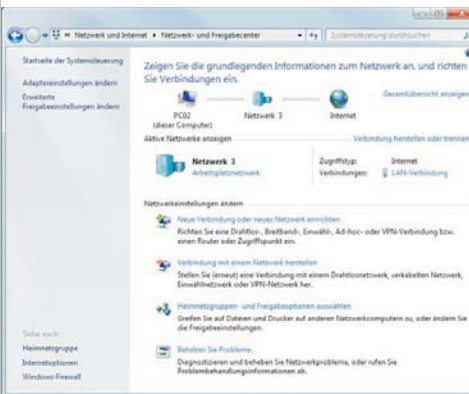 Netzwerk und Internet ▸ Netzwerk- und Freigabecenter
Systemsteuerung durchsuchen
Startseite der Systemsteuerung
Adaptereinstellungen ändern
Erweiterte
Freigabeeinstellungen ändern
Zeigen Sie die grundlegenden Informationen zum Netzwerk an, und richten
Sie Verbindungen ein.
Gesamtübersicht anzeigen
PC02 Netzwerk 3 Internet
(dieser Computer)
Aktive Netzwerke anzeigen Verbindung herstellen oder trennen
Netzwerk 3 Zugriffstyp: Internet
Arbeitsplatznetzwerk Verbindungen: LAN-Verbindung
Netzwerkeinstellungen ändern
Neue Verbindung oder neues Netzwerk einrichten
Richten Sie eine Drahtlos-, Breitband-, Einwähl-, Ad-hoc- oder VPN-Verbindung bzw.
einen Router oder Zugriffspunkt ein.
Verbindung mit einem Netzwerk herstellen
Stellen Sie (erneut) eine Verbindung mit einem Drahtlosnetzwerk, verkabelten Netzwerk,
Einwählnetzwerk oder VPN-Netzwerk her.
Heimnetzgruppen- und Freigabeoptionen auswählen
Greifen Sie auf Dateien und Drucker auf anderen Netzwerkcomputern zu, oder ändern Sie
die Freigabeeinstellungen.
Beheben Sie Probleme.
Diagnostizieren und beheben Sie Netzwerkprobleme, oder rufen Sie
Problembehandlungsinformationen ab.
Siehe auch
Heimnetzgruppe
Internetoptionen
Windows-Firewall